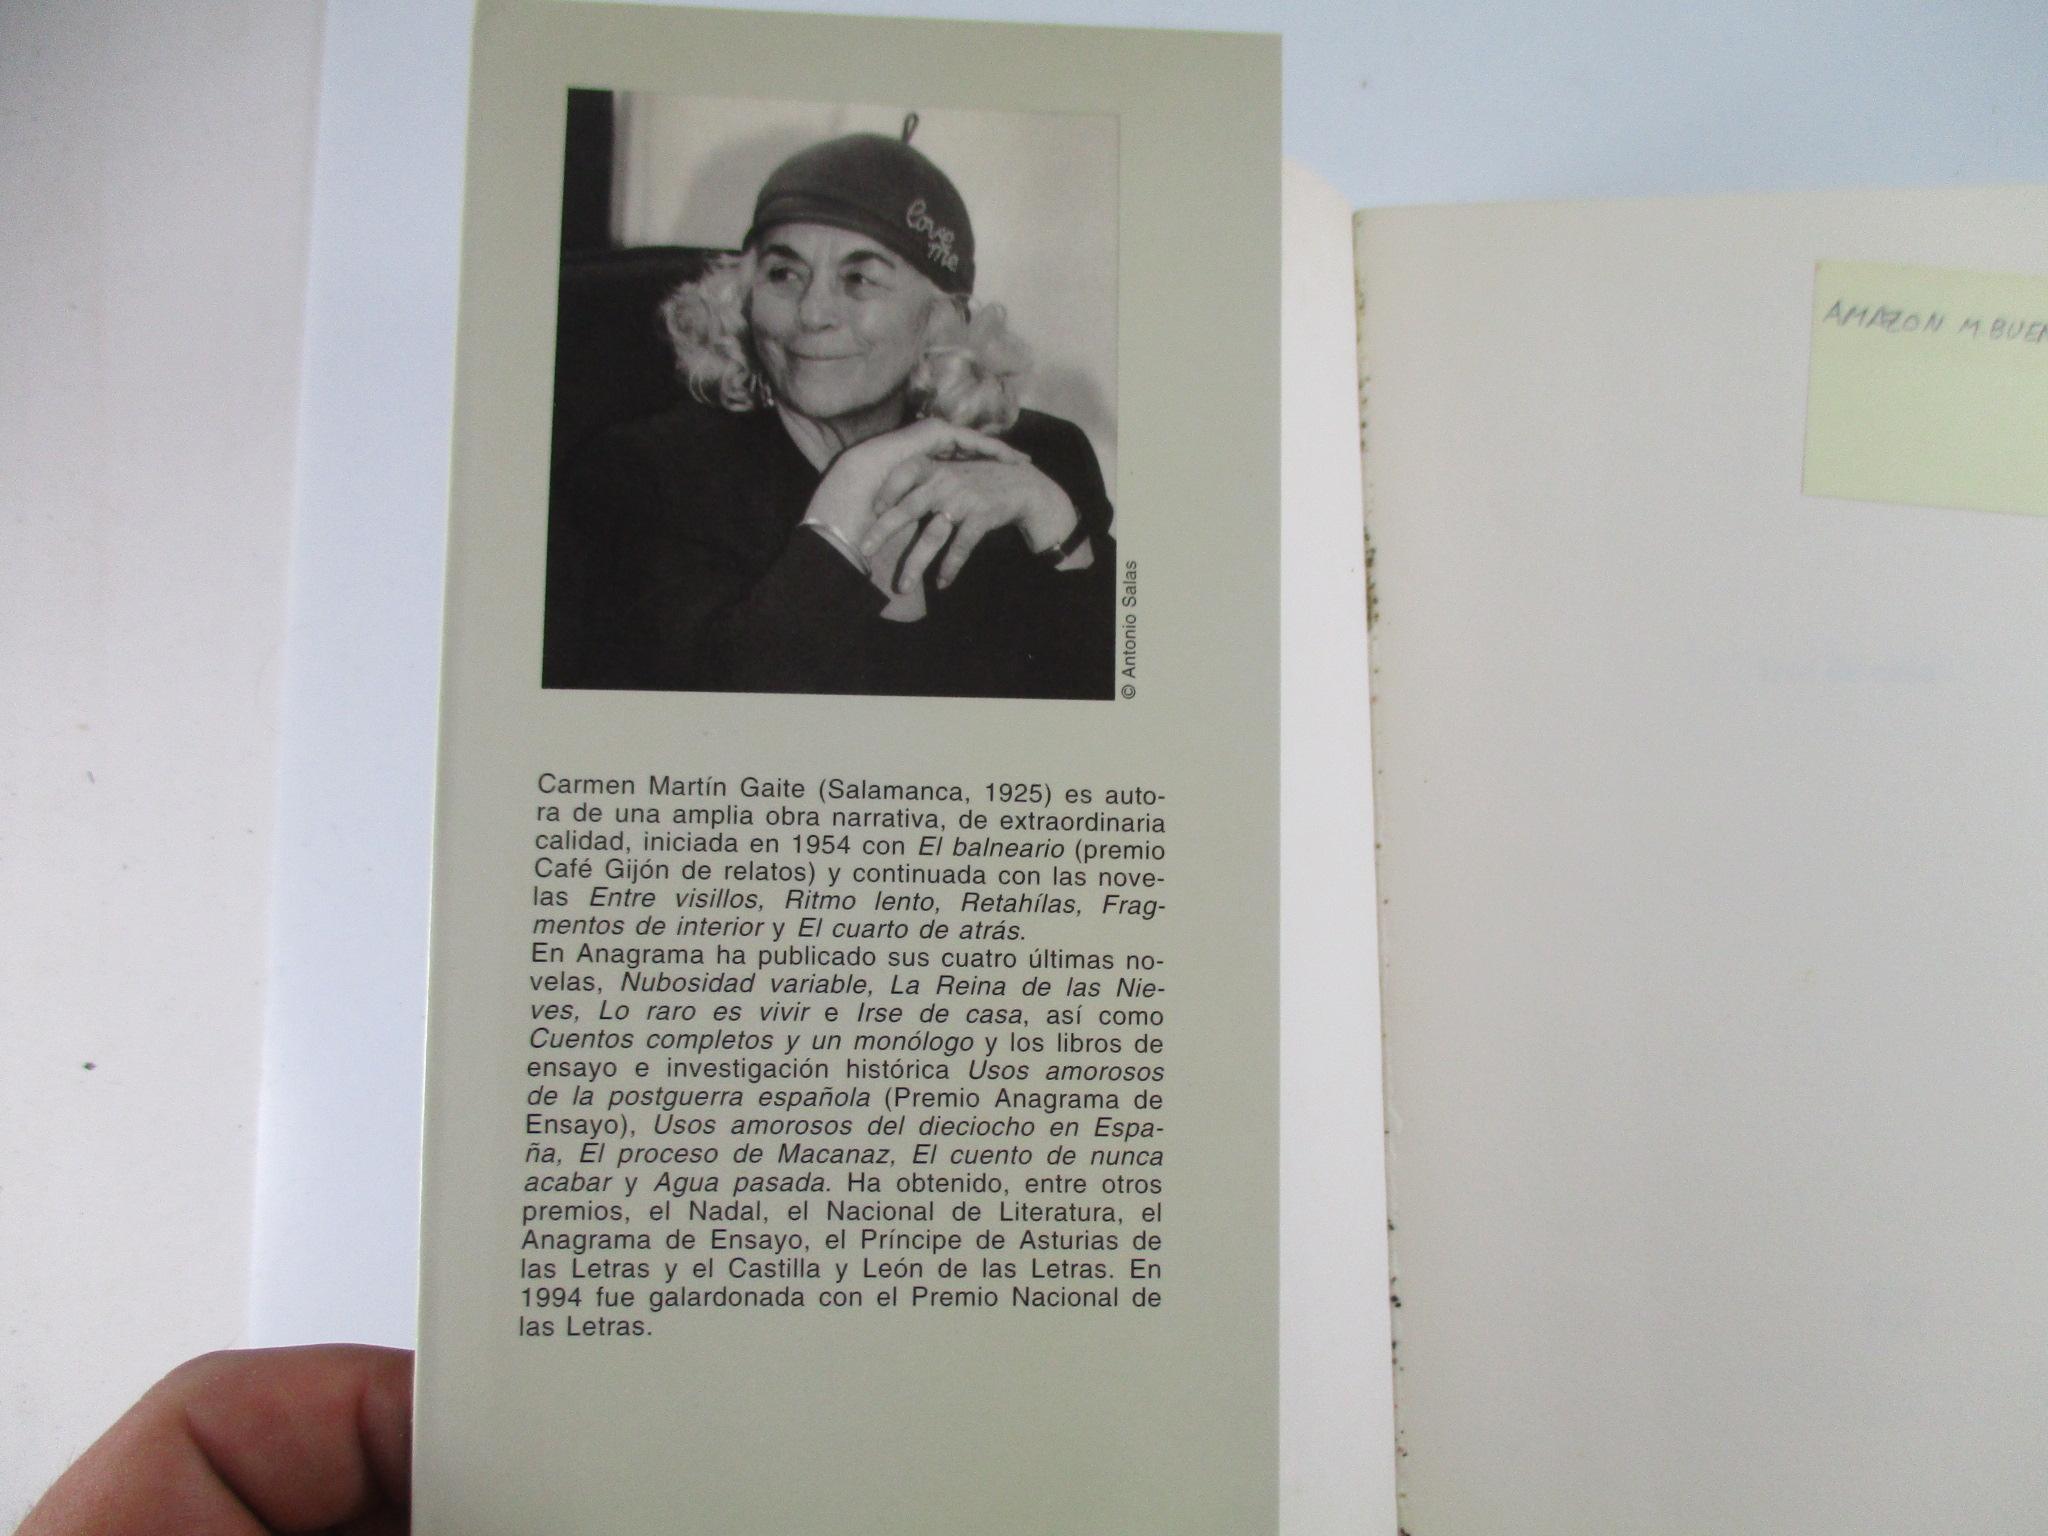 love
me
© Antonio Salas
Carmen Martín Gaite (Salamanca, 1925) es auto-
ra de una amplia obra narrativa, de extraordinaria
calidad, iniciada en 1954 con El balneario (premio
Café Gijón de relatos) y continuada con las nove-
las Entre visillos, Ritmo lento, Retahílas, Frag-
mentos de interior y El cuarto de atrás.
En Anagrama ha publicado sus cuatro últimas no-
velas, Nubosidad variable, La Reina de las Nie-
ves, Lo raro es vivir e Irse de casa, así como
Cuentos completos y un monólogo y los libros de
ensayo e investigación histórica Usos amorosos
de la postguerra española (Premio Anagrama de
Ensayo), Usos amorosos del dieciocho en Espa-
ña, El proceso de Macanaz, El cuento de nunca
acabar y Agua pasada. Ha obtenido, entre otros
premios, el Nadal, el Nacional de Literatura, el
Anagrama de Ensayo, el Príncipe de Asturias de
las Letras y el Castilla y León de las Letras. En
1994 fue galardonada con el Premio Nacional de
las Letras.
AMAZON M.BUEN